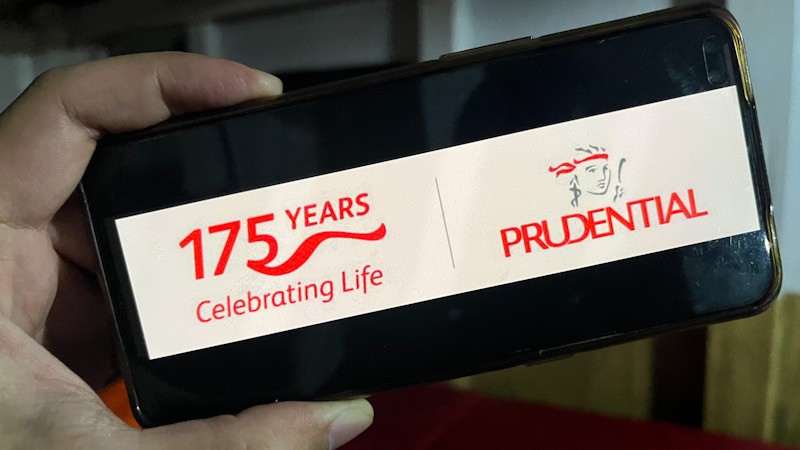 175 YEARS
Celebrating Life
PRUDENTIAL